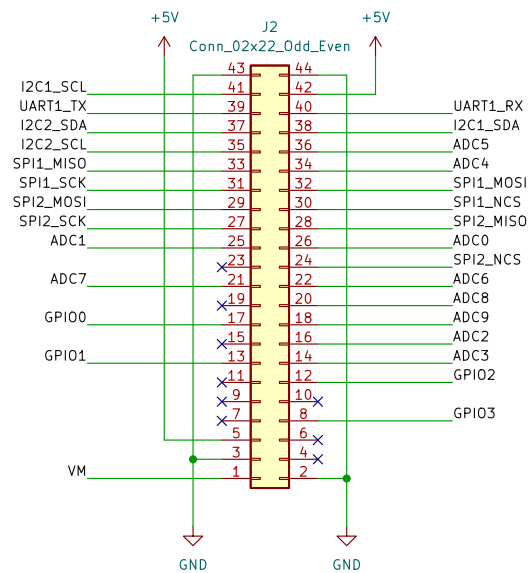 +5V +5V
J2
Conn_02x22_Odd_Even
43 44
I2C1_SCL 41 42
UART1_TX 39 40 UART1_RX
I2C2_SDA 37 38 I2C1_SDA
I2C2_SCL 35 36 ADC5
SPI1_MISO 33 34 ADC4
SPI1_SCK 31 32 SPI1_MOSI
SPI2_MOSI 29 30 SPI1_NCS
SPI2_SCK 27 28 SPI2_MISO
ADC1 25 26 ADC0
23 24 SPI2_NCS
ADC7 21 22 ADC6
19 20 ADC8
GPIO0 17 18 ADC9
15 16 ADC2
GPIO1 13 14 ADC3
11 12 GPIO2
9 10
7 8 GPIO3
5 6
3 4
VM 1 2
GND GND